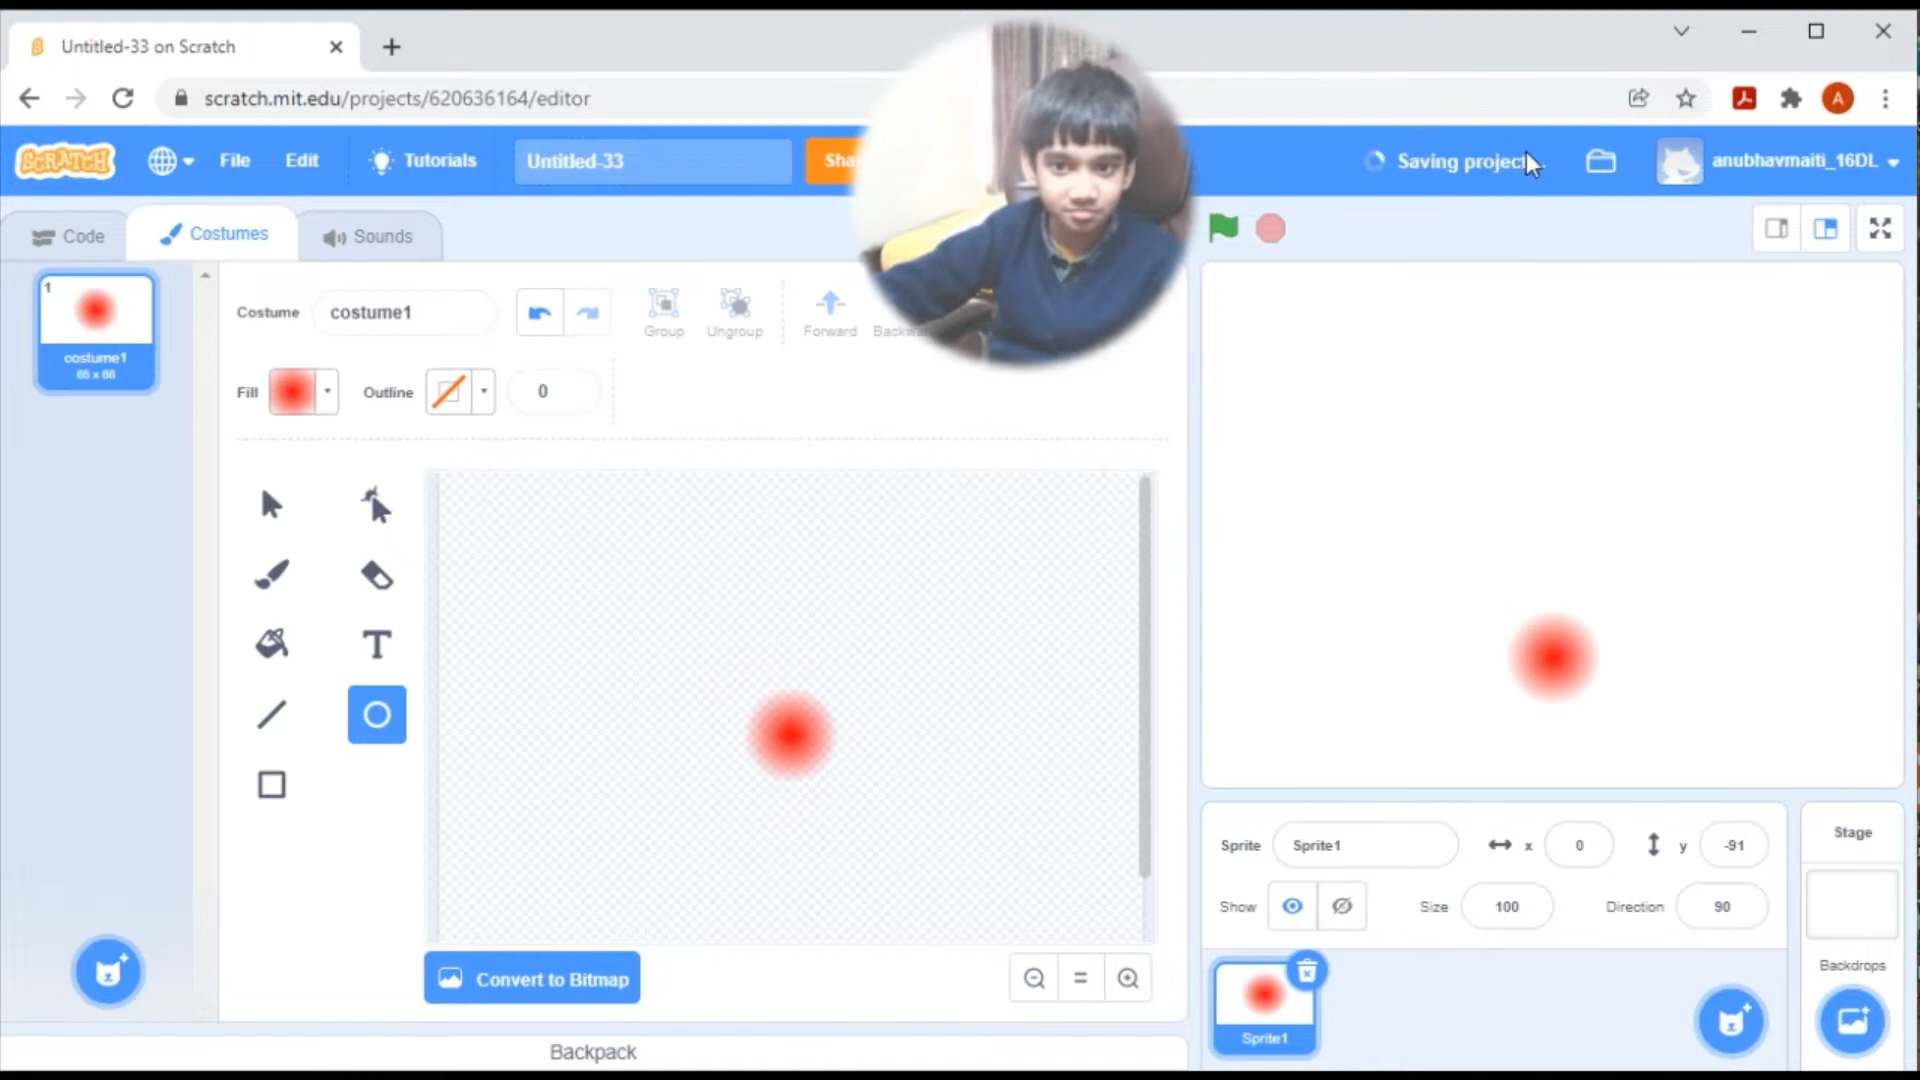 Untitled-33 on Scratch
scratch.mit.edu/projects/620636164/editor
A
SCRATCH
File
Edit
Tutorials
Untitled-33
Saving project
anubhavmaiti_16DL
Code
Costumes
Sounds
1
costume1
65 x 66
Costume
costume1
Group
Ungroup
Forward
Fill
Outline
0
T
Convert to Bitmap
=
Backpack
Sprite
Sprite1
x
0
y
-91
Show
Size
100
Direction
90
Sprite1
Stage
Backdrops